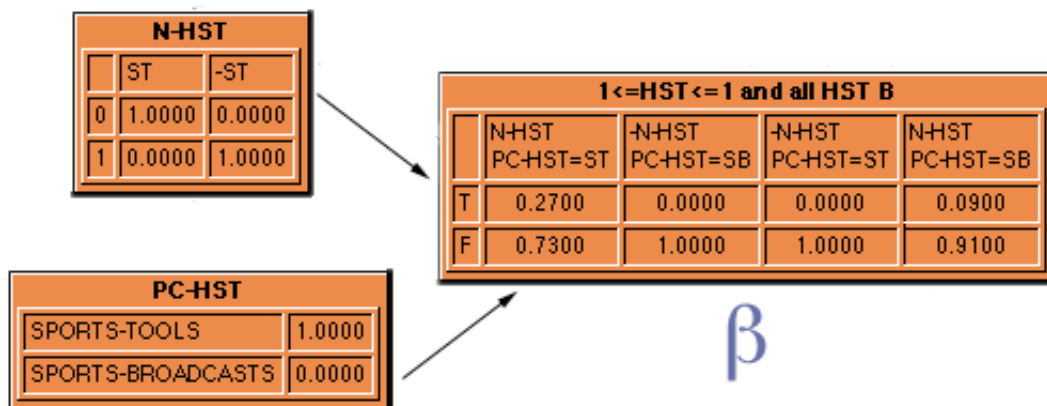 N-HST
ST -ST
0 1.0000 0.0000
1 0.0000 1.0000
1<=HST<=1 and all HST B
N-HST -N-HST -N-HST N-HST
PC-HST=ST PC-HST=SB PC-HST=ST PC-HST=SB
T 0.2700 0.0000 0.0000 0.0900
F 0.7300 1.0000 1.0000 0.9100
PC-HST
SPORTS-TOOLS 1.0000
SPORTS-BROADCASTS 0.0000
β